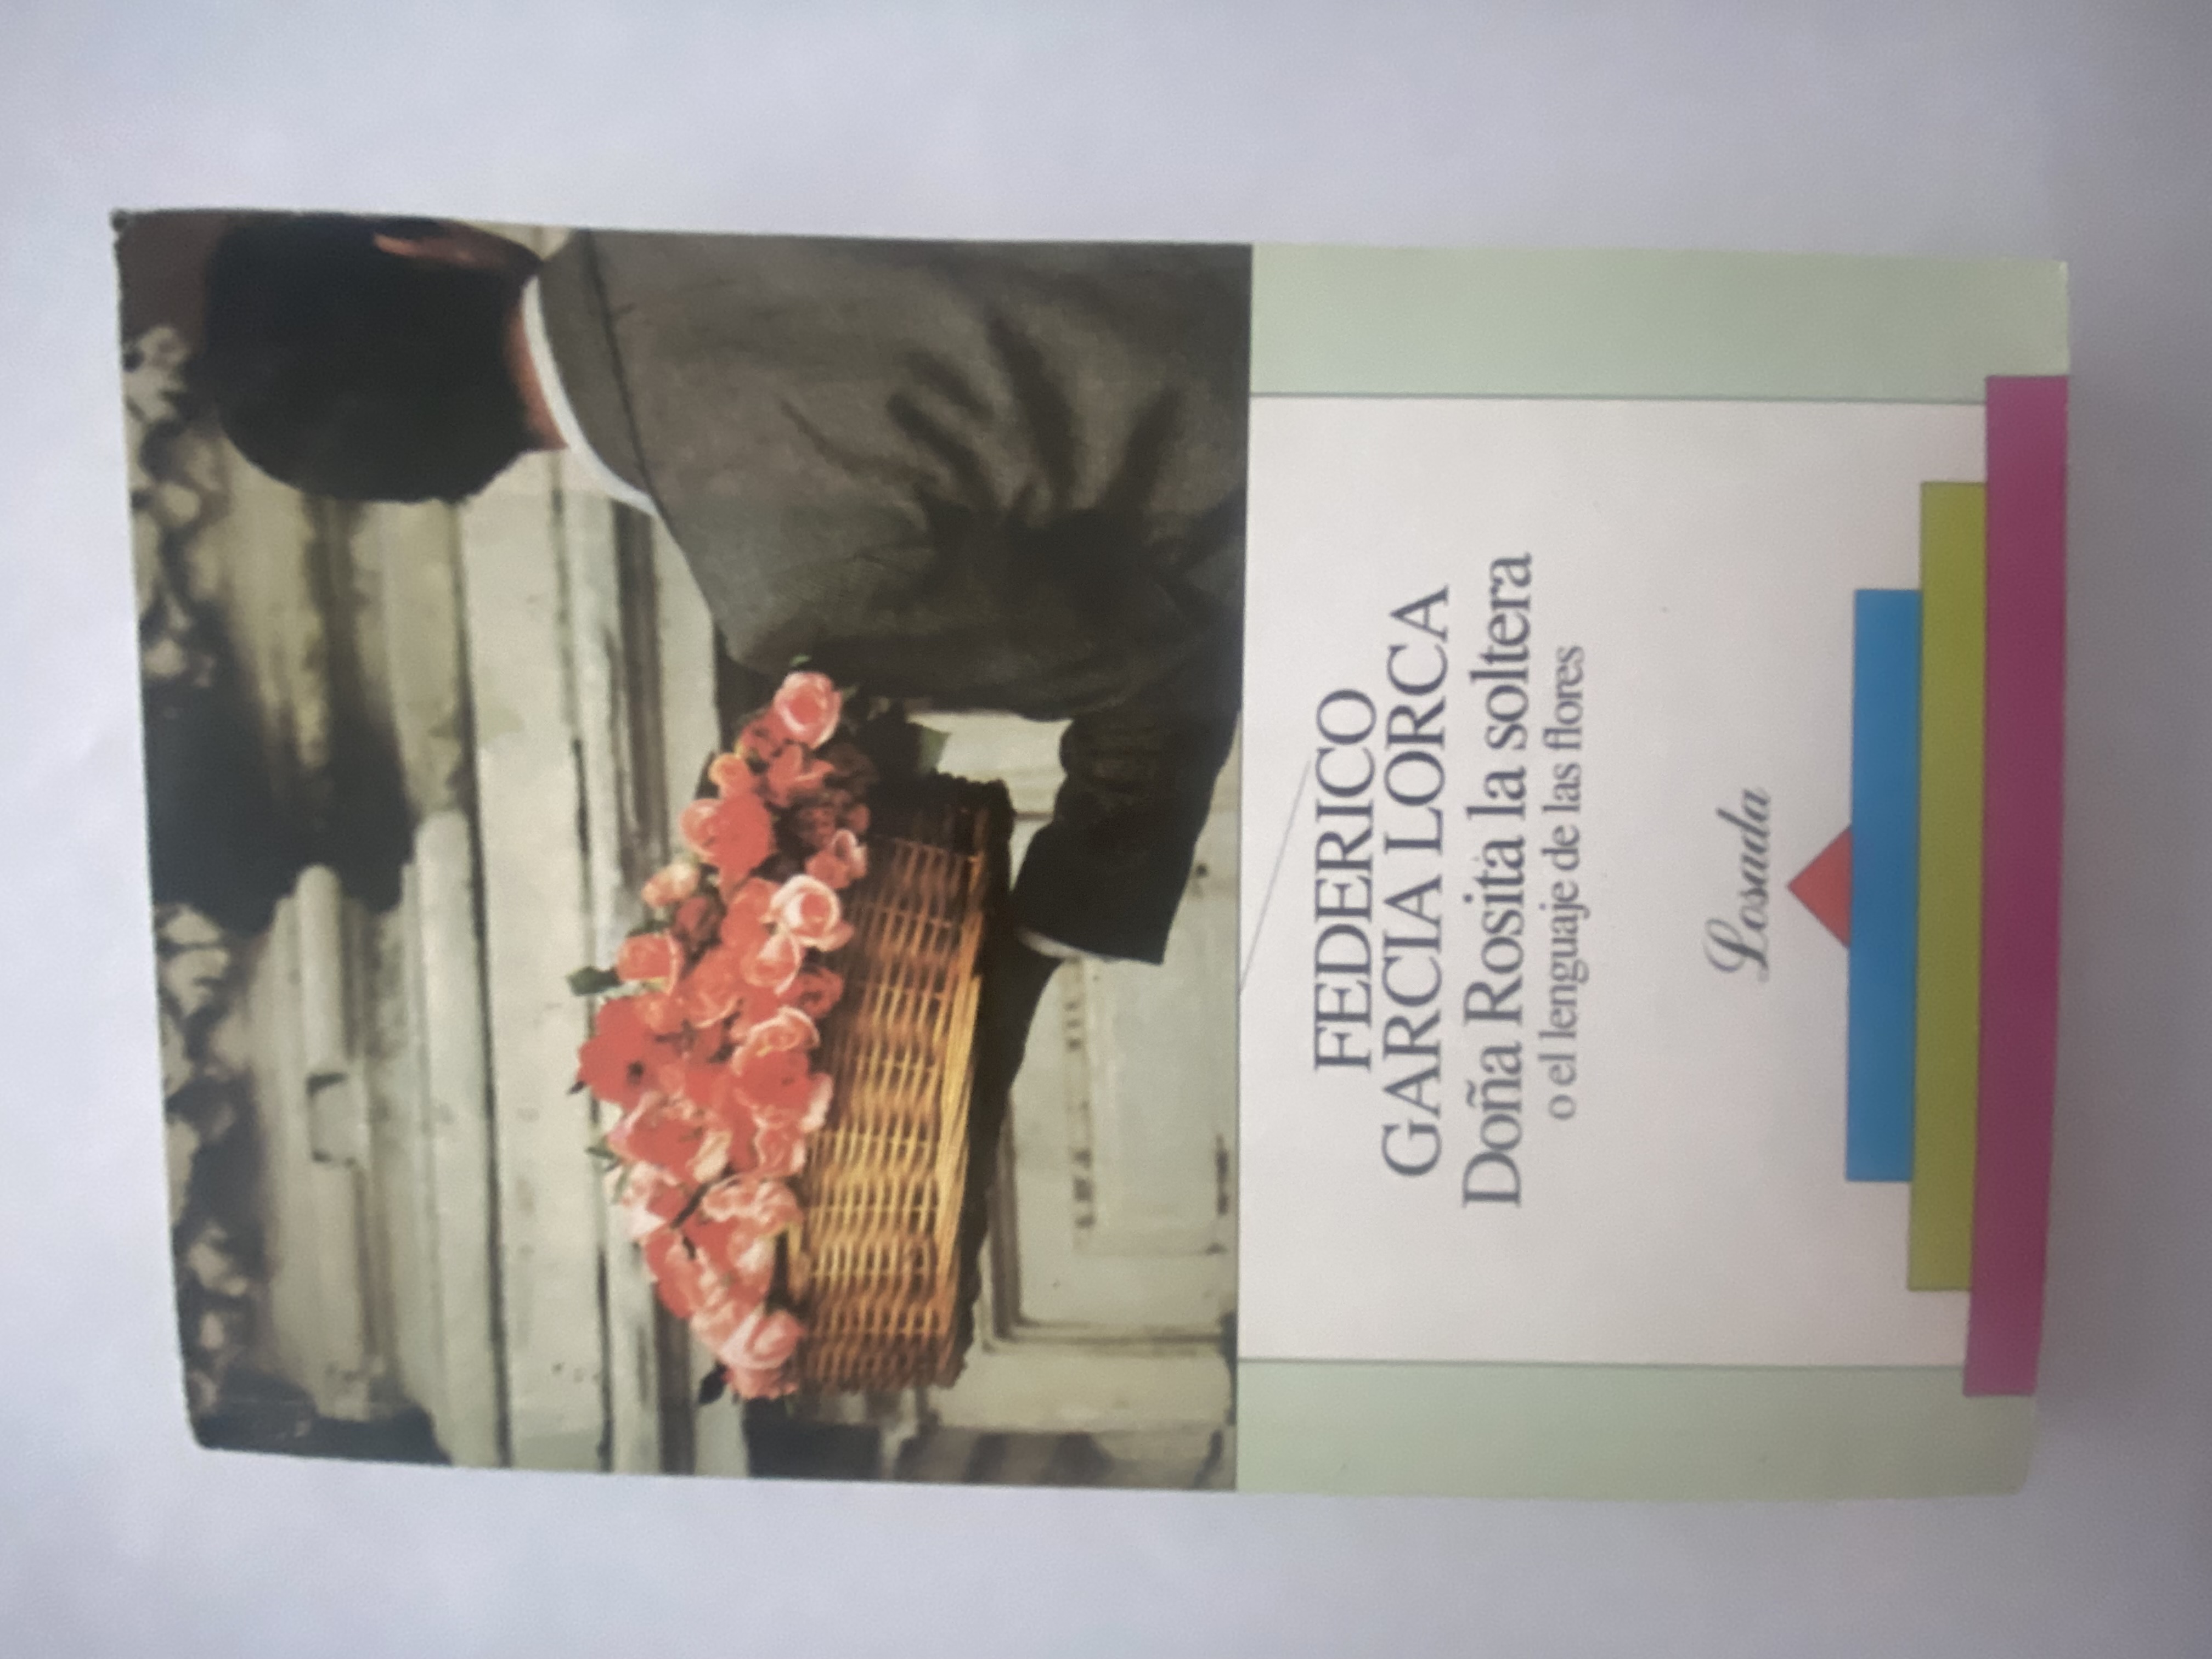 FEDERICO
GARCIA LORCA
Doña Rosita la soltera
o el lenguaje de las flores
Losada